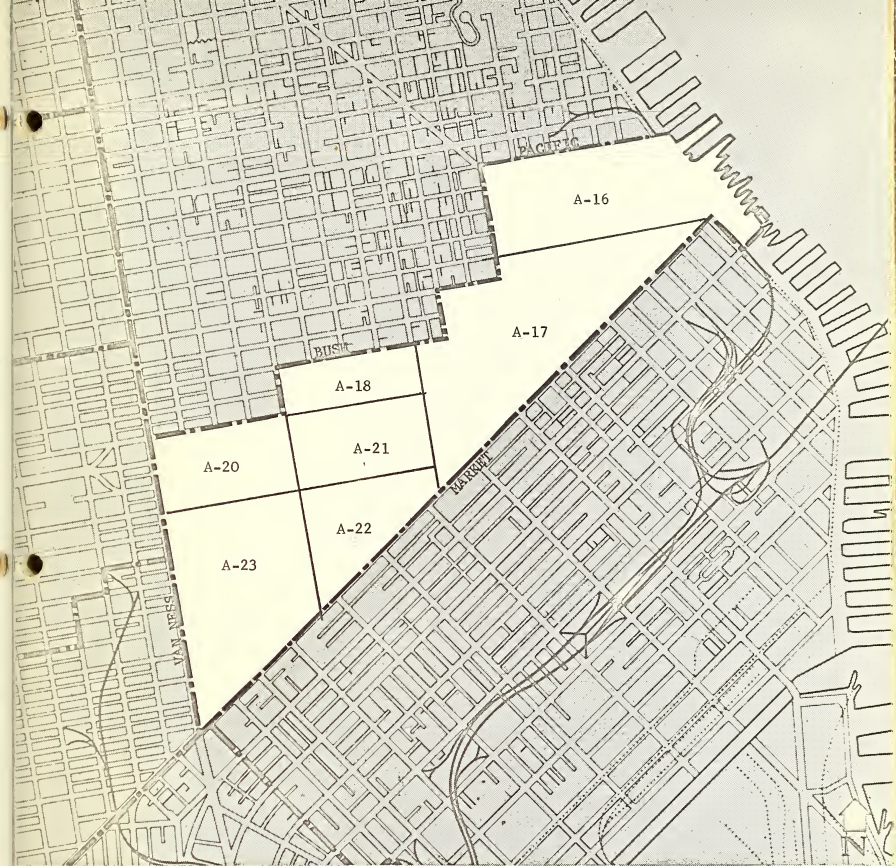 PACIFIC
A-16
A-17
BUSH
A-18
A-20
A-21
MARKET
A-22
A-23
VAN NESS
N